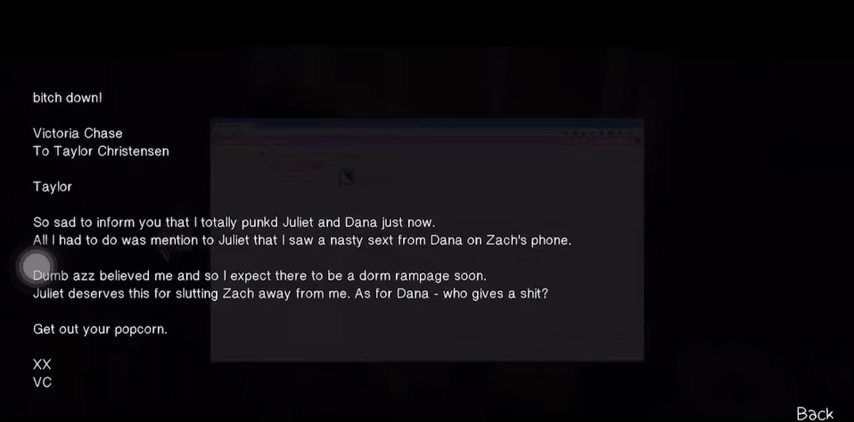 bitch down!
Victoria Chase
To Taylor Christensen
Taylor
So sad to inform you that I totally punkd Juliet and Dana just now.
All I had to do was mention to Juliet that I saw a nasty sext from Dana on Zach's phone.
Dumb azz believed me and so I expect there to be a dorm rampage soon.
Juliet deserves this for slutting Zach away from me. As for Dana - who gives a shit?
Get out your popcorn.
XX
VC
Back